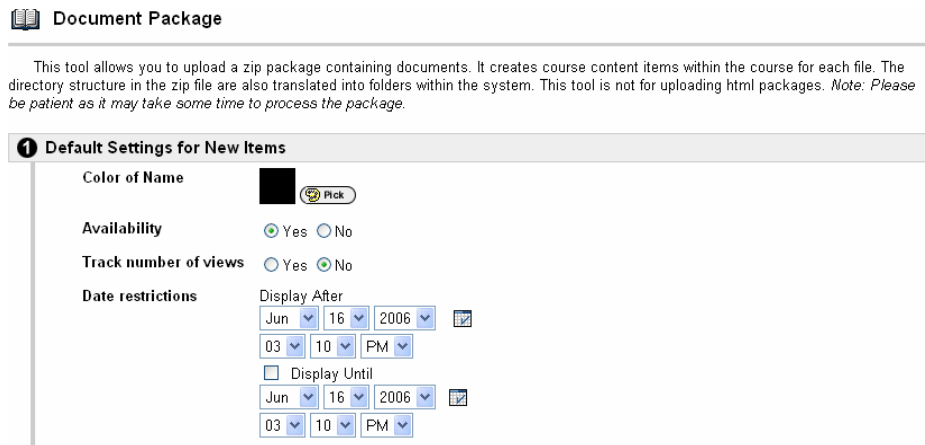 Document Package
This tool allows you to upload a zip package containing documents. It creates course content items within the course for each file. The
directory structure in the zip file are also translated into folders within the system. This tool is not for uploading html packages. Note: Please
be patient as it may take some time to process the package.
1 Default Settings for New Items
Color of Name Pick
Availability Yes No
Track number of views Yes No
Date restrictions Display After
Jun 16 2006
03 10 PM
Display Until
Jun 16 2006
03 10 PM